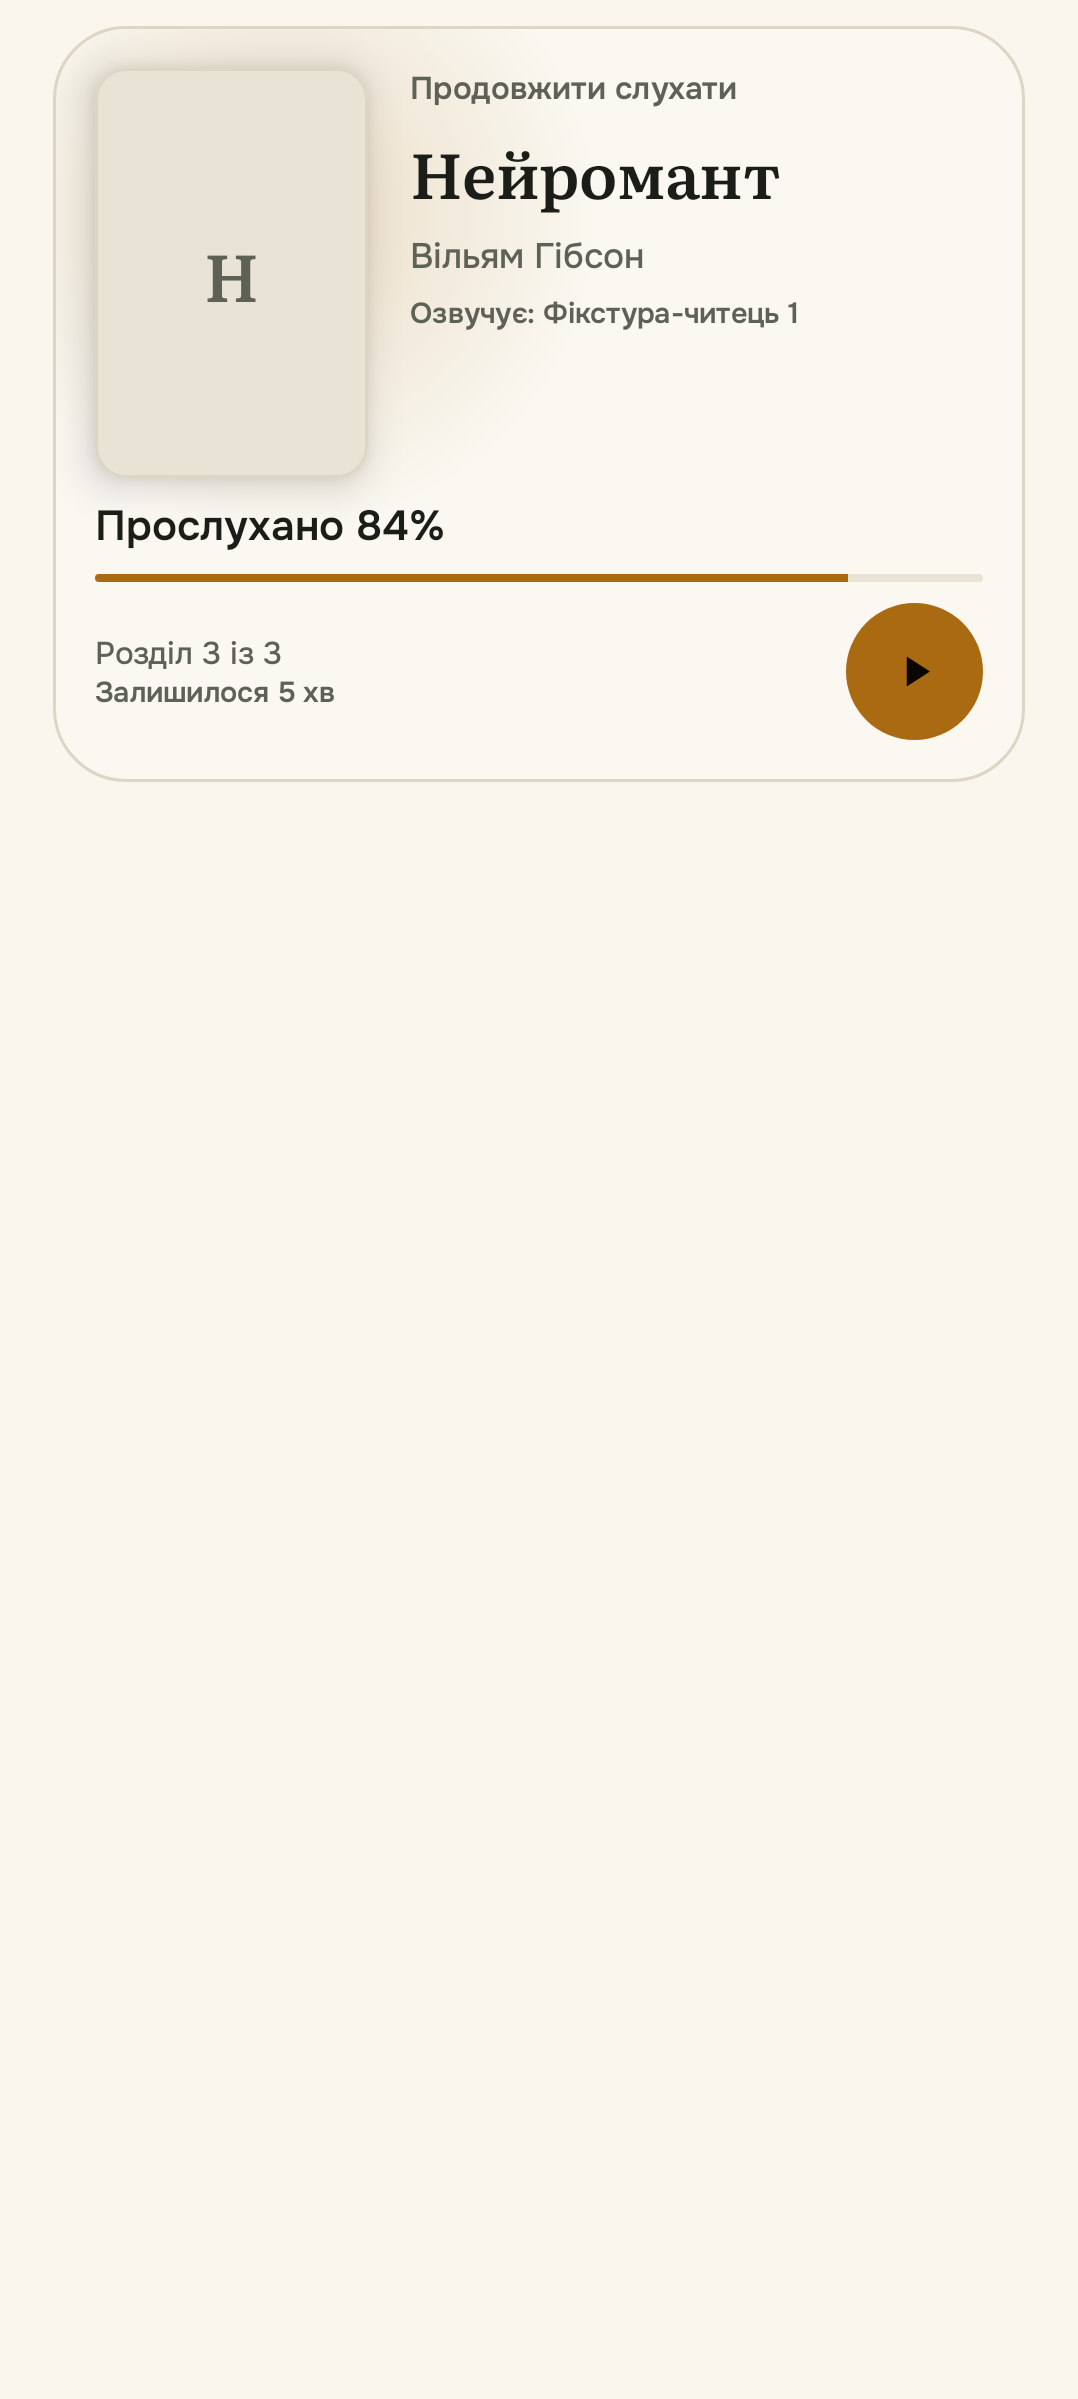 Продовжити слухати
Нейромант
Вільям Гібсон
Озвучує: Фікстура-читець 1
Н
Прослухано 84%
Розділ 3 із 3
Залишилося 5 хв